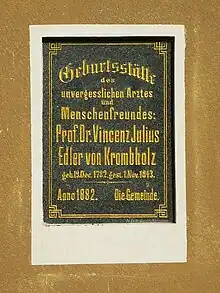 Geburtsstätte
des
unvergesslichen Arztes
und
Menschenfreundes:
Prof. Dr. Vincenz Julius
Edler von Krombholz
geb. 19. Dec. 1782. gest. 1. Nov. 1843.
Anno 1882. Die Gemeinde.